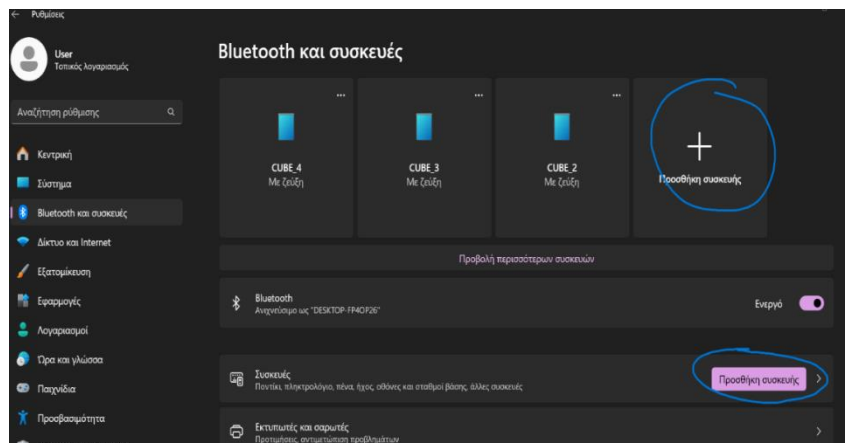 Ρυθμίσεις
User
Τοπικός λογαριασμός
Αναζήτηση ρύθμισης
Κεντρική
Σύστημα
Bluetooth και συσκευές
Δίκτυο και Internet
Εξατομίκευση
Εφαρμογές
Λογαριασμοί
Ώρα και γλώσσα
Παιχνίδια
Προσβασιμότητα
Bluetooth και συσκευές
CUBE_4
Με ζεύξη
CUBE_3
Με ζεύξη
CUBE_2
Με ζεύξη
Προσθήκη συσκευής
Προβολή περισσότερων συσκευών
Bluetooth
Ανιχνεύσιμο ως "DESKTOP-FP4OP26"
Ενεργό
Συσκευές
Ποντίκι, πληκτρολόγιο, πένα, ήχος, οθόνες και σταθμοί βάσης, άλλες συσκευές
Προσθήκη συσκευής
Εκτυπωτές και σαρωτές
Προτιμήσεις, αντιμετώπιση προβλημάτων